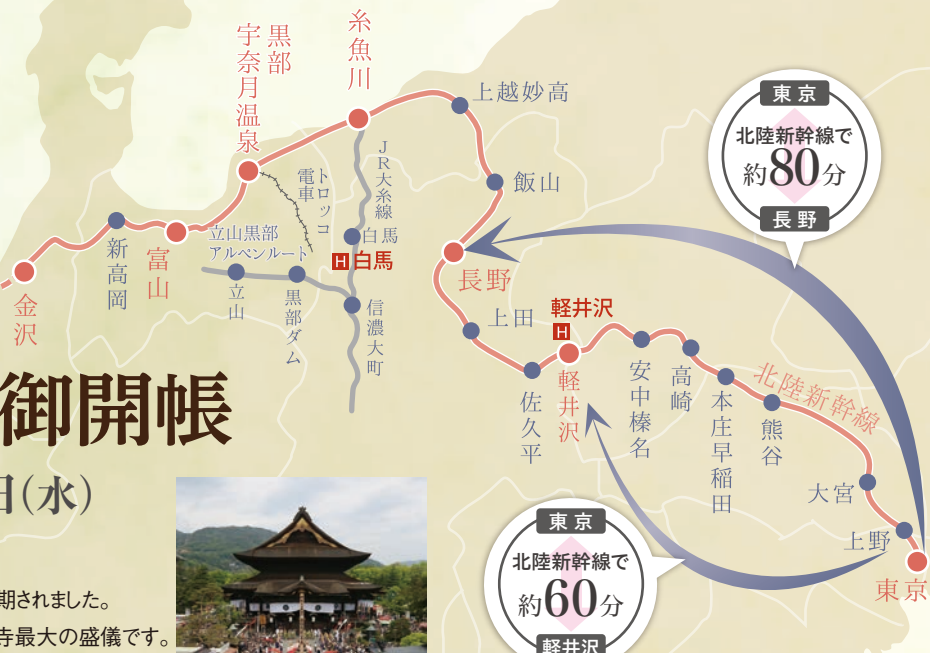 糸魚川
黒部
宇奈月温泉
上越妙高
飯山
JR大糸線
トロッコ
電車
立山黒部
アルペンルート
白馬
H 白馬
新高岡
富山
金沢
立山
黒部ダム
信濃大町
長野
上田
軽井沢
H
軽井沢
佐久平
安中榛名
高崎
本庄早稲田
熊谷
北陸新幹線
大宮
上野
東京
東京
北陸新幹線で
約80分
長野
東京
北陸新幹線で
約60分
軽井沢
御開帳
日(水)
期されました。
寺最大の盛儀です。